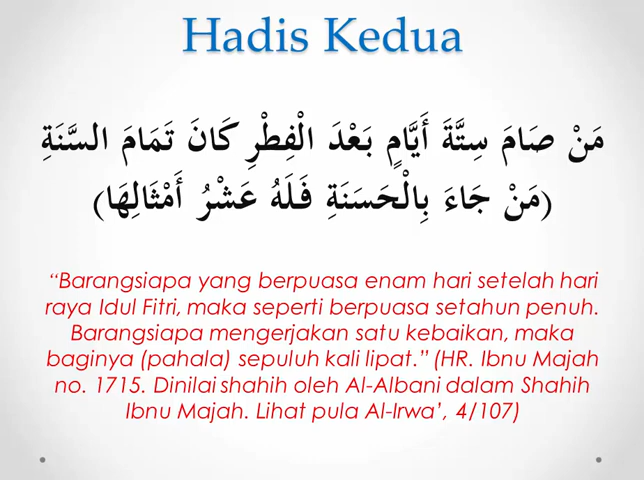 Hadis Kedua
مَنْ صَامَ سِتَّةَ أَيَّامٍ بَعْدَ الْفِطْرِ كَانَ تَمَامَ السَّنَةِ
(مَنْ جَاءَ بِالْحَسَنَةِ فَلَهُ عَشْرُ أَمْثَالِهَا)
“Barangsiapa yang berpuasa enam hari setelah hari
raya Idul Fitri, maka seperti berpuasa setahun penuh.
Barangsiapa mengerjakan satu kebaikan, maka
baginya (pahala) sepuluh kali lipat.” (HR. Ibnu Majah
no. 1715. Dinilai shahih oleh Al-Albani dalam Shahih
Ibnu Majah. Lihat pula Al-Irwa’, 4/107)